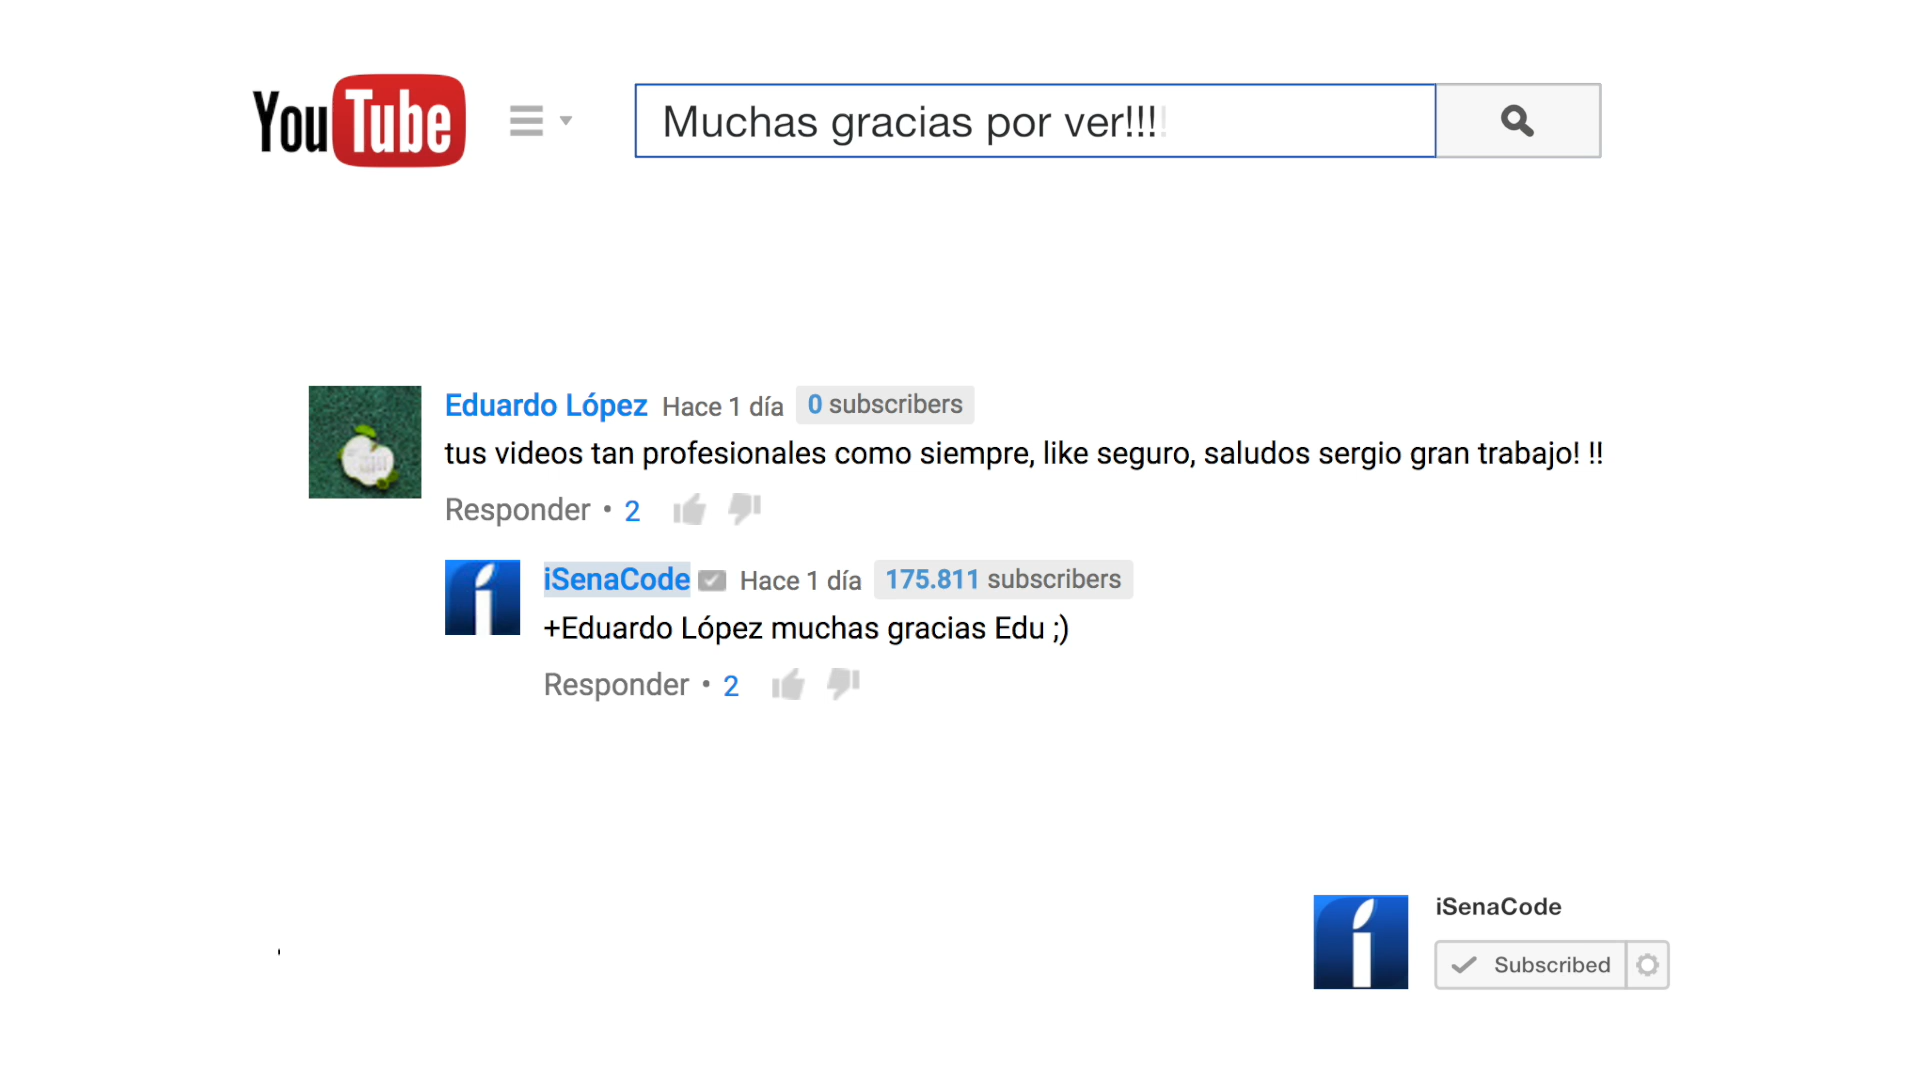 YouTube
Muchas gracias por ver!!!!
Eduardo López Hace 1 día 0 subscribers
tus videos tan profesionales como siempre, like seguro, saludos sergio gran trabajo! !!
Responder • 2
iSenaCode Hace 1 día 175.811 subscribers
+Eduardo López muchas gracias Edu ;)
Responder • 2
iSenaCode
Subscribed